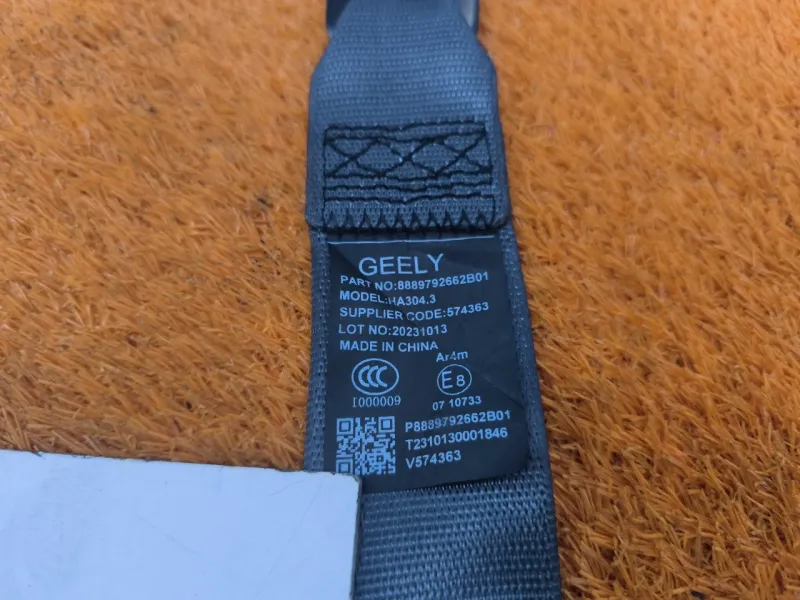 GEELY
PART NO:8889792662B01
MODEL:HA304.3
SUPPLIER CODE:574363
LOT NO:20231013
MADE IN CHINA
Ar4m
CCC
E8
I000009
07 10733
P8889792662B01
T2310130001846
V574363